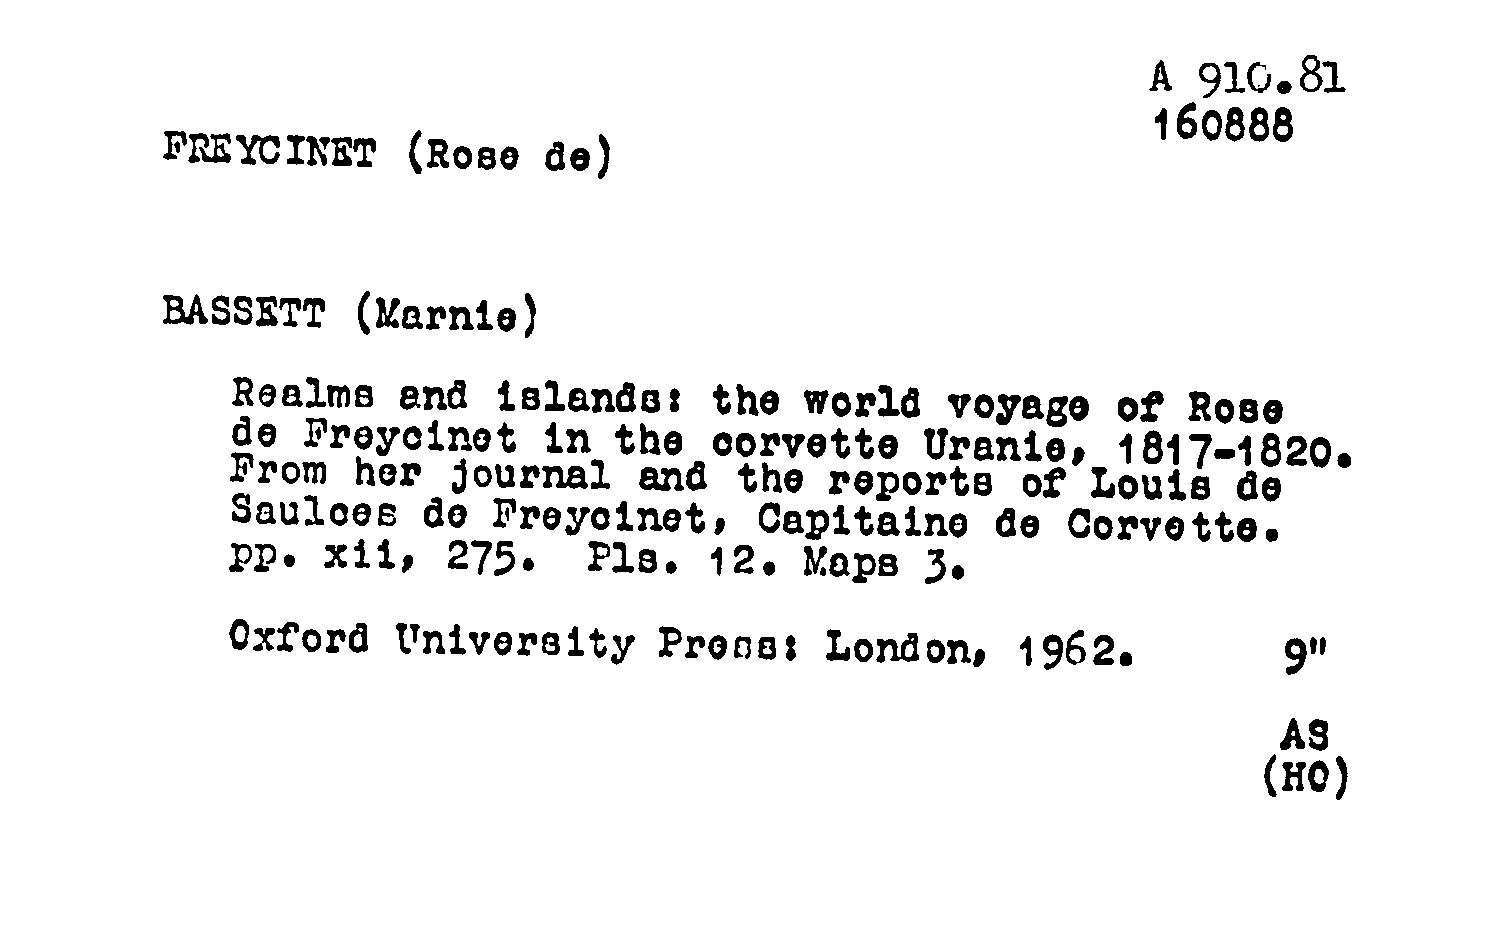 A 910.81
160888
FREYCINET (Rose de)
BASSETT (Marnie)
Realms and islands: the world voyage of Rose
de Freycinet in the corvette Uranie, 1817-1820.
From her journal and the reports of Louis de
Saulces de Freycinet, Capitaine de Corvette.
pp. xii, 275. Pls. 12. Maps 3.
Oxford University Press: London, 1962. 9"
AS
(HO)